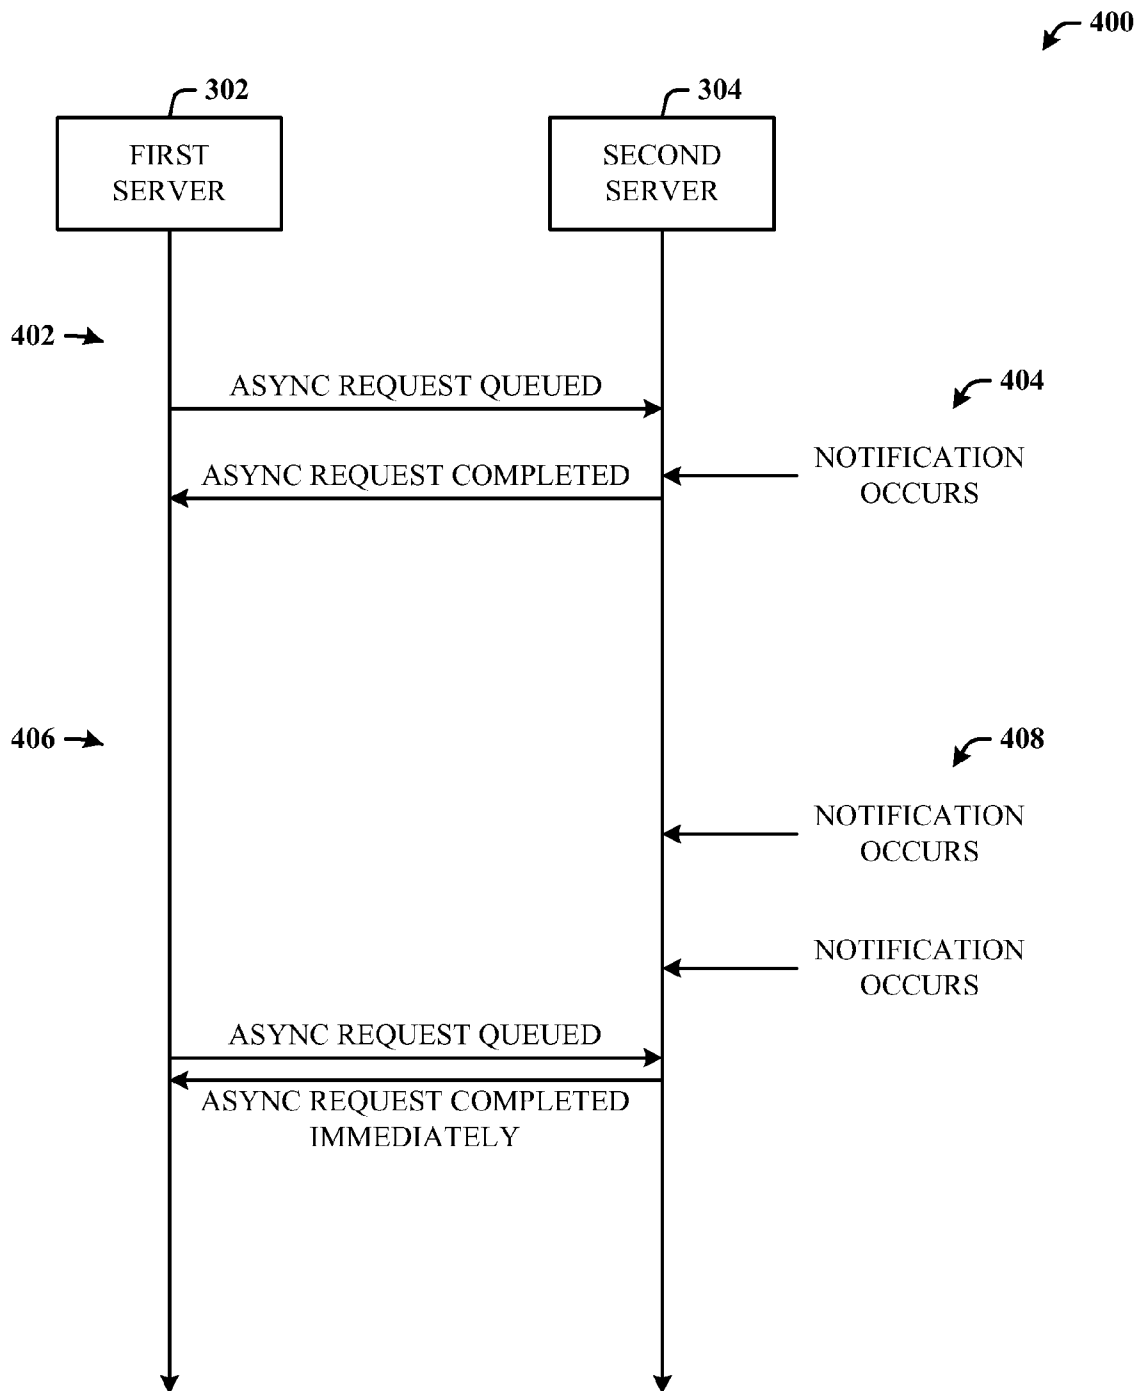 400
302
304
FIRST
SERVER
SECOND
SERVER
402
ASYNC REQUEST QUEUED
404
ASYNC REQUEST COMPLETED
NOTIFICATION
OCCURS
406
408
NOTIFICATION
OCCURS
NOTIFICATION
OCCURS
ASYNC REQUEST QUEUED
ASYNC REQUEST COMPLETED
IMMEDIATELY